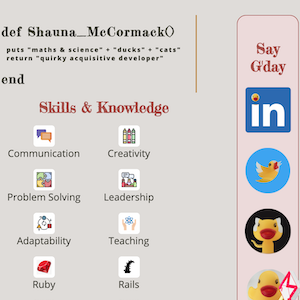 def Shauna_McCormack()
puts "maths & science" + "ducks" + "cats"
return "quirky acquisitive developer"
end
Say
G'day
in
Skills & Knowledge
Communication
Creativity
Problem Solving
Leadership
Adaptability
Teaching
Ruby
Rails